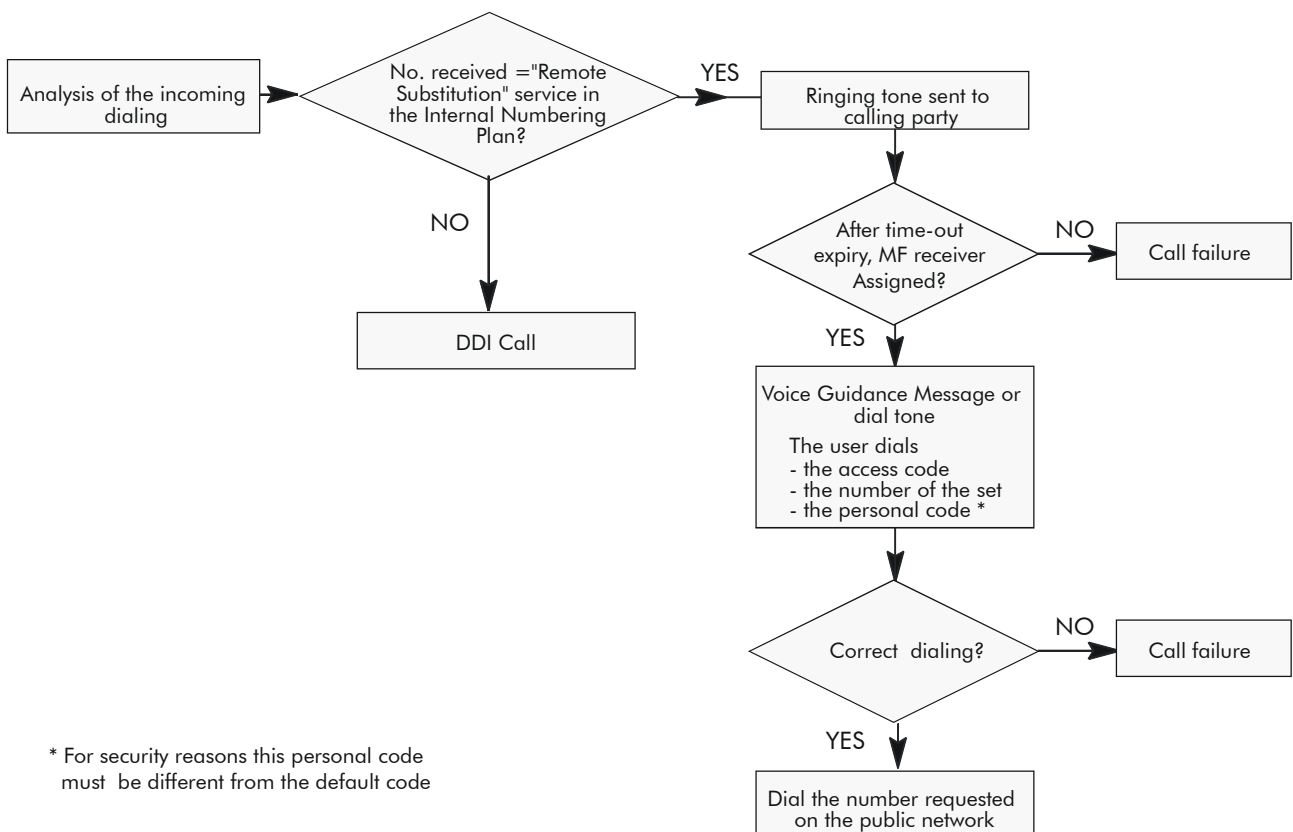 Analysis of the incoming
dialing
No. received ="Remote
Substitution" service in
the Internal Numbering
Plan?
YES
Ringing tone sent to
calling party
NO
DDI Call
After time-out
expiry, MF receiver
Assigned?
NO
Call failure
YES
Voice Guidance Message or
dial tone
The user dials
- the access code
- the number of the set
- the personal code *
Correct dialing?
NO
Call failure
YES
Dial the number requested
on the public network
* For security reasons this personal code
must be different from the default code